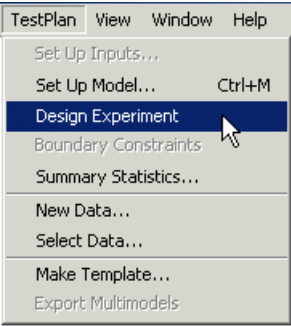 TestPlan View Window Help
Set Up Inputs...
Set Up Model... Ctrl+M
Design Experiment
Boundary Constraints
Summary Statistics...
New Data...
Select Data...
Make Template...
Export Multimodels